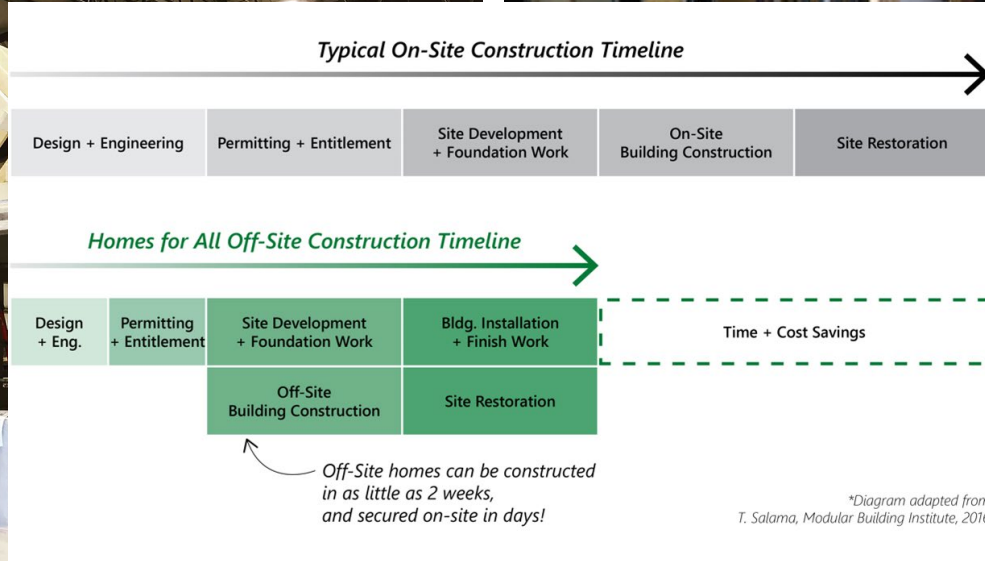 Typical On-Site Construction Timeline
Design + Engineering
Permitting + Entitlement
Site Development
+ Foundation Work
On-Site
Building Construction
Site Restoration
Homes for All Off-Site Construction Timeline
Design
+ Eng.
Permitting
+ Entitlement
Site Development
+ Foundation Work
Bldg. Installation
+ Finish Work
Time + Cost Savings
Off-Site
Building Construction
Site Restoration
Off-Site homes can be constructed
in as little as 2 weeks,
and secured on-site in days!
*Diagram adapted from
T. Salama, Modular Building Institute, 2016